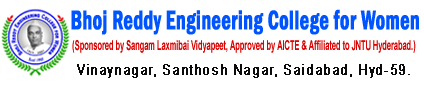 Bhoj Reddy Engineering College for Women
(Sponsored by Sangam Laxmibai Vidyapeet, Approved by AICTE & Affiliated to JNTU Hyderabad.)
Vinaynagar, Santhosh Nagar, Saidabad, Hyd-59.